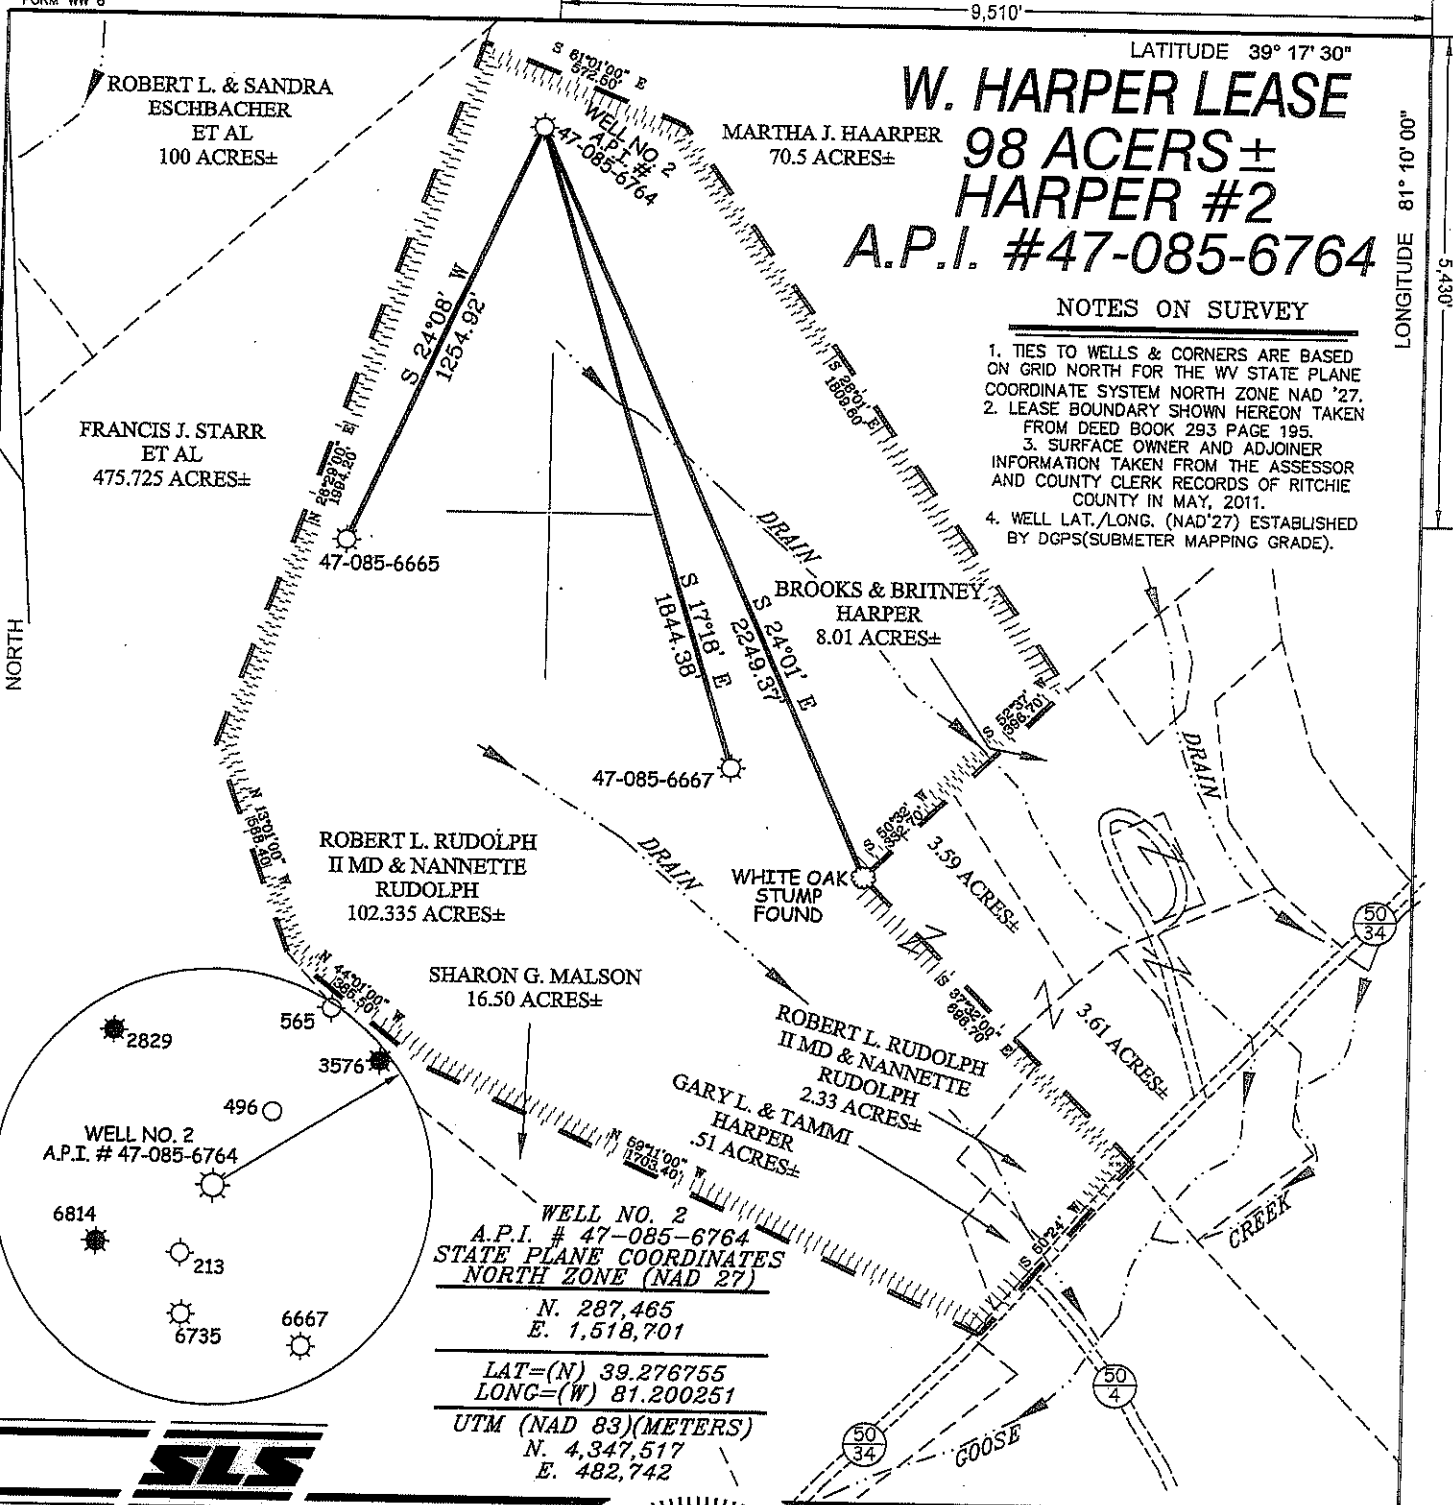 FORM WW-6
9,510'
LATITUDE 39° 17' 30"
W. HARPER LEASE
98 ACERS±
HARPER #2
A.P.I. #47-085-6764
LONGITUDE 81° 10' 00"
5,430'
ROBERT L. & SANDRA
ESCHBACHER
ET AL
100 ACRES±
S 61°01'00" E
572.60'
WELL NO. 2
A.P.I. #
47-085-6764
MARTHA J. HAARPER
70.5 ACRES±
NOTES ON SURVEY
1. TIES TO WELLS & CORNERS ARE BASED
ON GRID NORTH FOR THE WV STATE PLANE
COORDINATE SYSTEM NORTH ZONE NAD '27.
2. LEASE BOUNDARY SHOWN HEREON TAKEN
FROM DEED BOOK 293 PAGE 195.
3. SURFACE OWNER AND ADJOINER
INFORMATION TAKEN FROM THE ASSESSOR
AND COUNTY CLERK RECORDS OF RITCHIE
COUNTY IN MAY, 2011.
4. WELL LAT./LONG. (NAD'27) ESTABLISHED
BY DGPS(SUBMETER MAPPING GRADE).
S 24°08' W
1254.92'
S 28°01' E
1809.60'
FRANCIS J. STARR
ET AL
475.725 ACRES±
N 26°29'00" E
1994.20'
47-085-6665
DRAIN
NORTH
BROOKS & BRITNEY
HARPER
8.01 ACRES±
S 17°18' E
1844.38'
S 24°01' E
2249.37'
S 52°37' W
396.70'
DRAIN
47-085-6667
N 13°01'00" W
568.40'
ROBERT L. RUDOLPH
II MD & NANNETTE
RUDOLPH
102.335 ACRES±
DRAIN
S 50°32' W
332.70'
WHITE OAK
STUMP
FOUND
3.59 ACRES±
50
34
N 44°01'00" W
386.50'
SHARON G. MALSON
16.50 ACRES±
S 37°32'00" E
696.70'
3.61 ACRES±
ROBERT L. RUDOLPH
II MD & NANNETTE
RUDOLPH
2.33 ACRES±
GARY L. & TAMMI
HARPER
.51 ACRES±
565
2829
3576
496
WELL NO. 2
A.P.I. # 47-085-6764
6814
213
6735
6667
N 59°11'00" W
1703.40'
S 50°24' W
CREEK
WELL NO. 2
A.P.I. # 47-085-6764
STATE PLANE COORDINATES
NORTH ZONE (NAD 27)
N. 287,465
E. 1,518,701
LAT=(N) 39.276755
LONG=(W) 81.200251
UTM (NAD 83)(METERS)
N. 4,347,517
E. 482,742
50
4
50
34
GOOSE
SLS